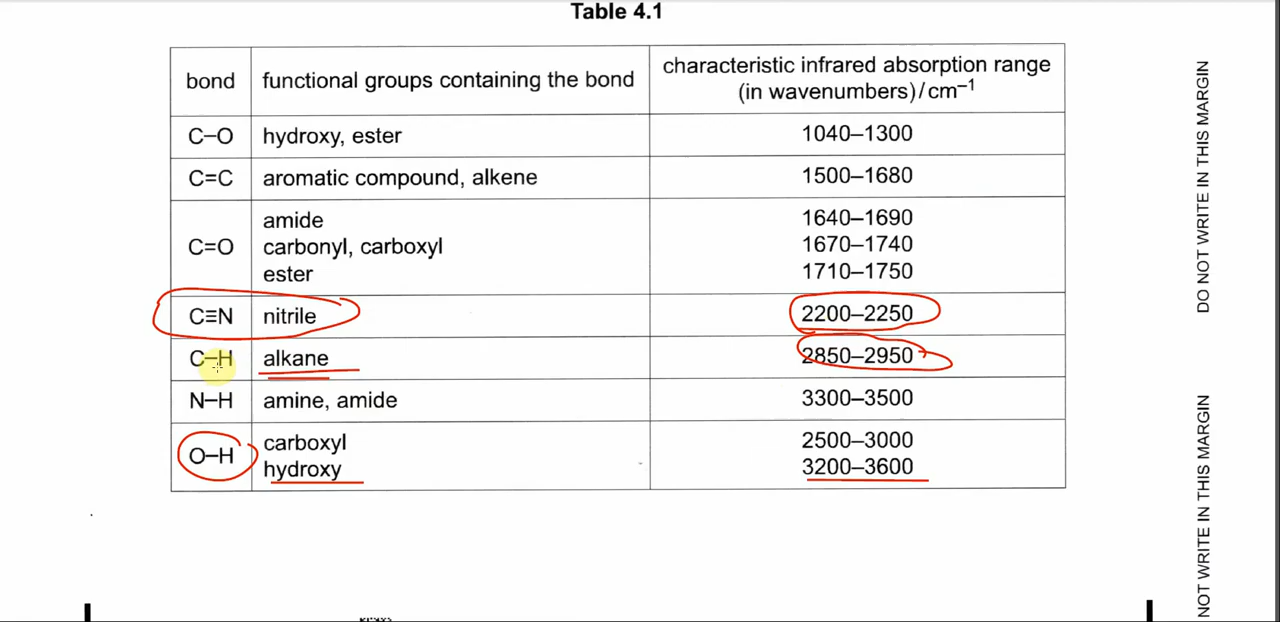 Table 4.1
bond functional groups containing the bond characteristic infrared absorption range (in wavenumbers)/cm⁻¹
C–O hydroxy, ester 1040–1300
C=C aromatic compound, alkene 1500–1680
C=O
amide 1640–1690
carbonyl, carboxyl 1670–1740
ester 1710–1750
C≡N nitrile 2200–2250
C–H alkane 2850–2950
N–H amine, amide 3300–3500
O–H
carboxyl 2500–3000
hydroxy 3200–3600
DO NOT WRITE IN THIS MARGIN
NOT WRITE IN THIS MARGIN